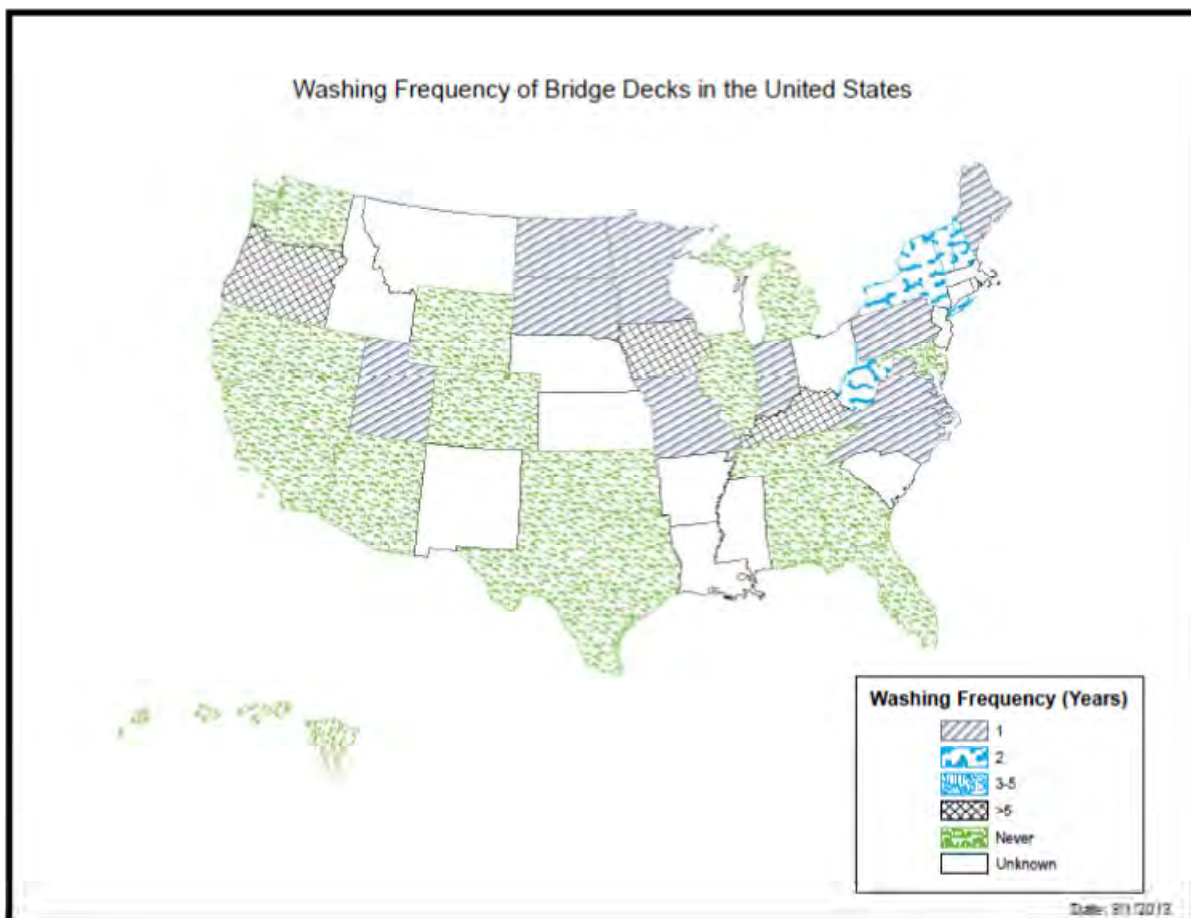 Washing Frequency of Bridge Decks in the United States
Washing Frequency (Years)
1
2
3-5
>5
Never
Unknown
Date: